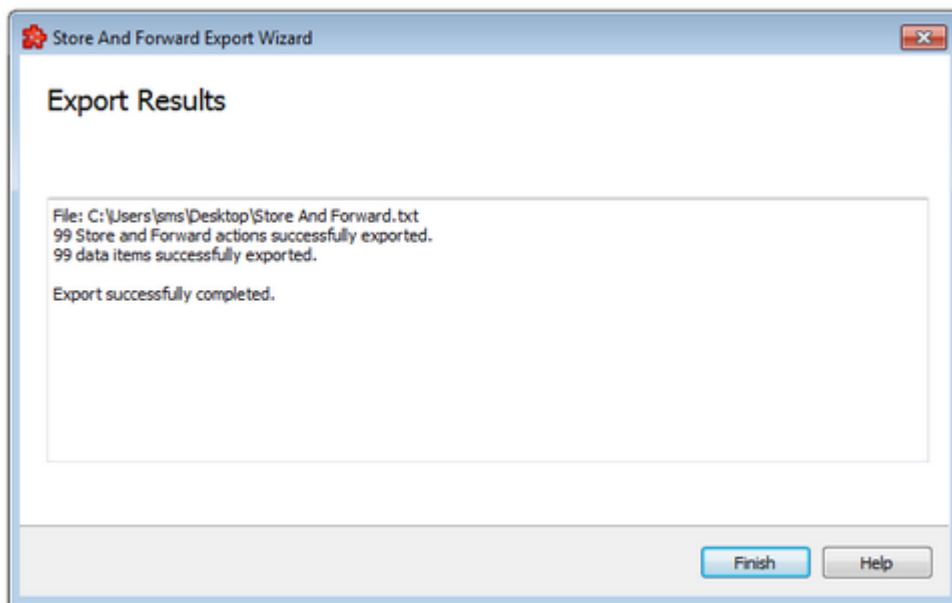 Store And Forward Export Wizard
Export Results
File: C:\Users\sms\Desktop\Store And Forward.txt
99 Store and Forward actions successfully exported.
99 data items successfully exported.
Export successfully completed.
Finish
Help